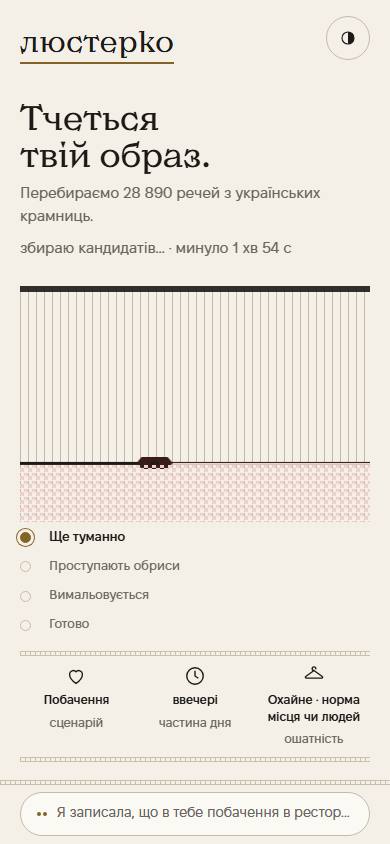 люстерко
Тчеться
твій образ.
Перебираємо 28 890 речей з українських
крамниць.
збираю кандидатів… · минуло 1 хв 54 с
Ще туманно
Проступають обриси
Вимальовується
Готово
Побачення
сценарій
ввечері
частина дня
Охайне · норма
місця чи людей
ошатність
Я записала, що в тебе побачення в рестор…